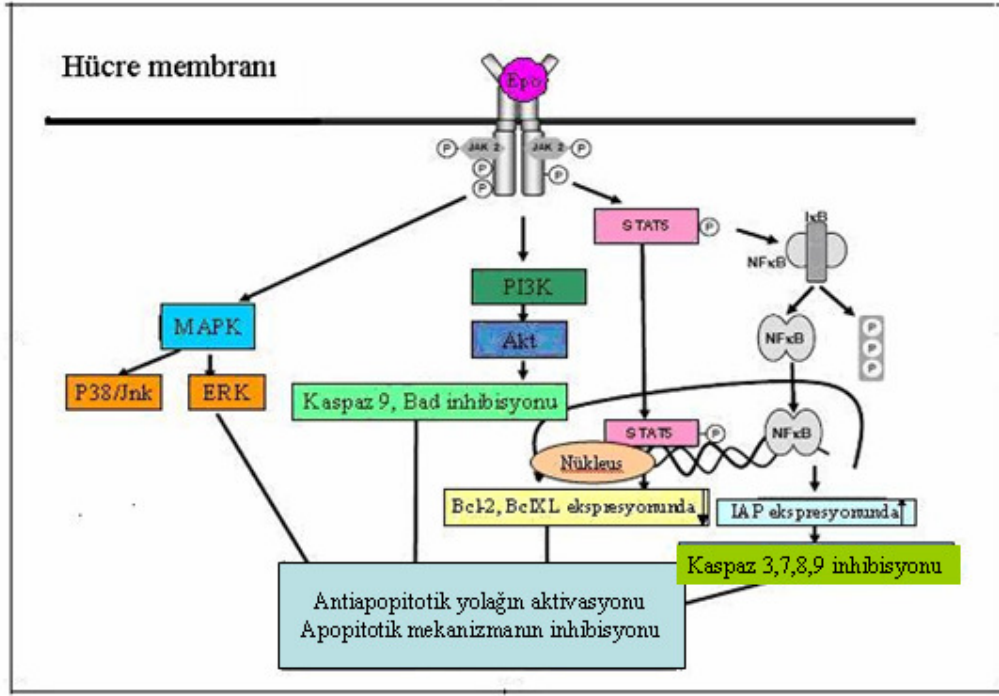 Hücre membranı
Epo
P JAK 2 JAK 2 P
P
P
P
STAT5 P
IκB
NFκB
PI3K
MAPK
Akt
NFκB
P
P
P
P38/Jnk
ERK
Kaspaz 9, Bad inhibisyonu
STAT5 P
NFκB
Nükleus
Bcl-2, BclXL ekspresyonunda
IAP ekspresyonunda
Kaspaz 3,7,8,9 inhibisyonu
Antiapopitotik yolağın aktivasyonu
Apopitotik mekanizmanın inhibisyonu